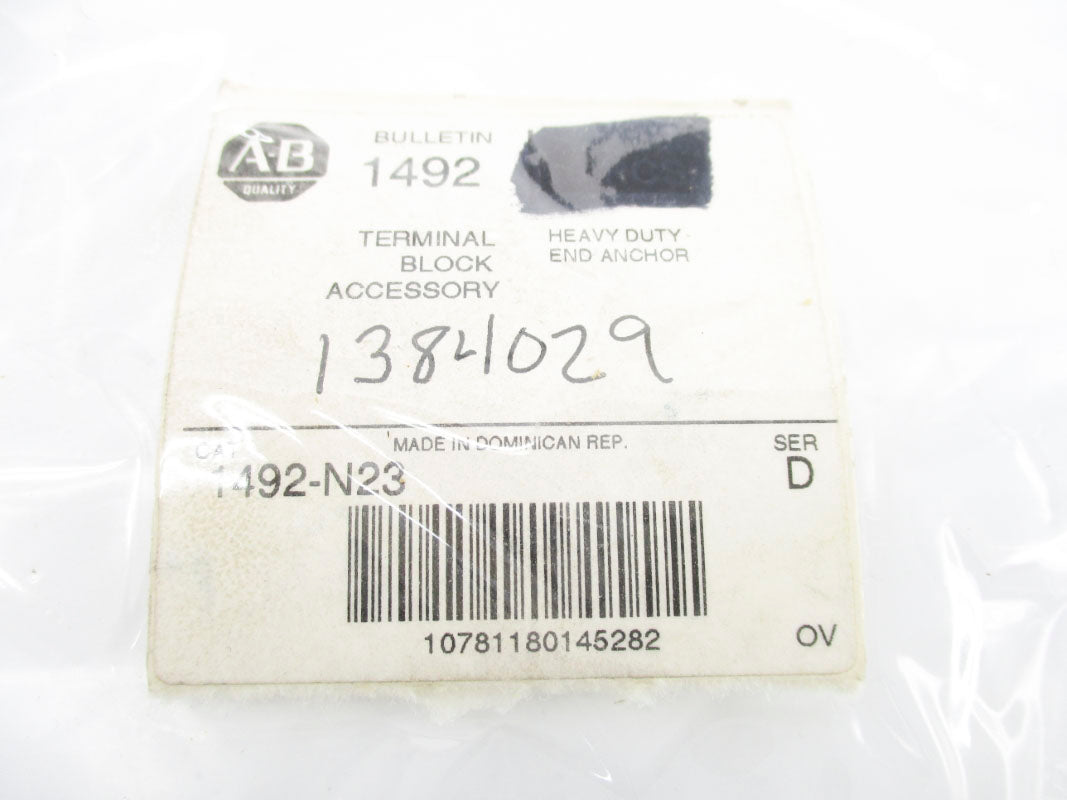 A-B
QUALITY
BULLETIN
1492
TERMINAL
BLOCK
ACCESSORY
HEAVY DUTY
END ANCHOR
1384029
CAT
MADE IN DOMINICAN REP.
SER
1492-N23
D
10781180145282
OV